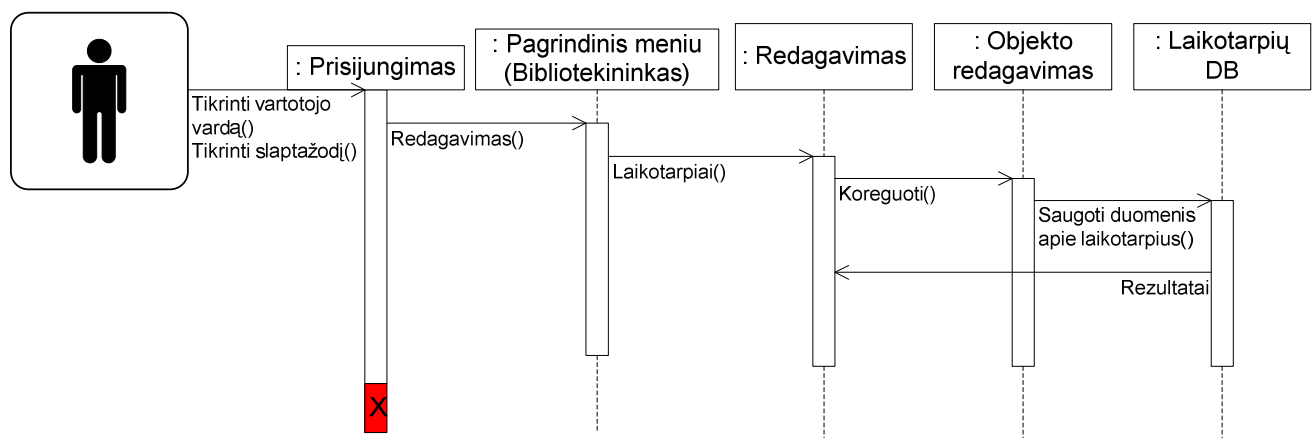 : Prisijungimas
: Pagrindinis meniu
(Bibliotekininkas)
: Redagavimas
: Objekto
redagavimas
: Laikotarpių
DB
Tikrinti vartotojo
vardą()
Tikrinti slaptažodį()
Redagavimas()
Laikotarpiai()
Koreguoti()
Saugoti duomenis
apie laikotarpius()
Rezultatai
X